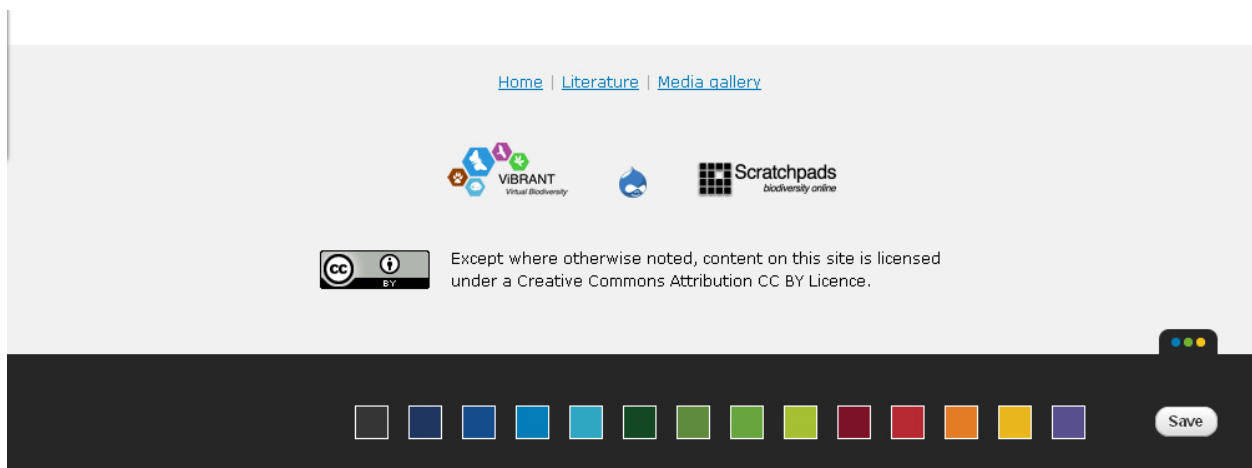 Home | Literature | Media gallery
ViBRANT
Virtual Biodiversity
Scratchpads
biodiversity online
cc
BY
Except where otherwise noted, content on this site is licensed
under a Creative Commons Attribution CC BY Licence.
Save